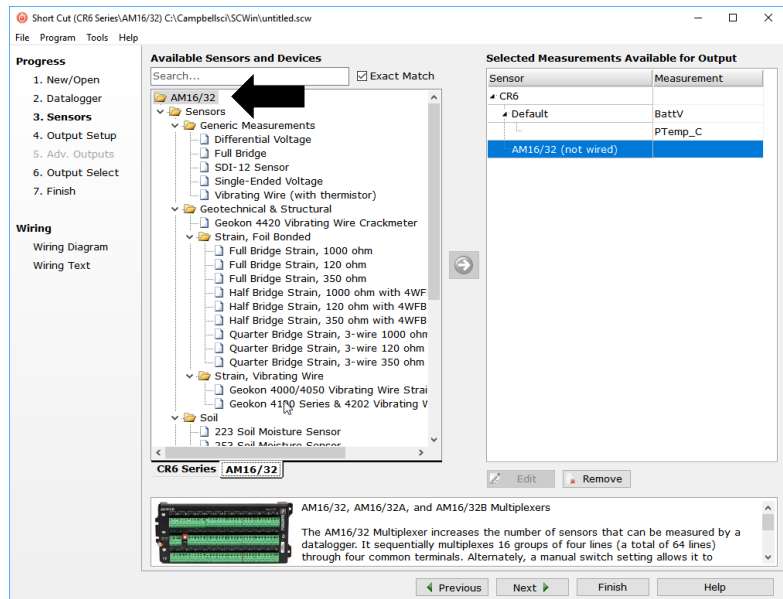 Short Cut (CR6 Series\AM16/32) C:\Campbellsci\SCWin\untitled.scw
File Program Tools Help
Progress
1. New/Open
2. Datalogger
3. Sensors
4. Output Setup
5. Adv. Outputs
6. Output Select
7. Finish
Wiring
Wiring Diagram
Wiring Text
Available Sensors and Devices
Search...
Exact Match
AM16/32
Sensors
Generic Measurements
Differential Voltage
Full Bridge
SDI-12 Sensor
Single-Ended Voltage
Vibrating Wire (with thermistor)
Geotechnical & Structural
Geokon 4420 Vibrating Wire Crackmeter
Strain, Foil Bonded
Full Bridge Strain, 1000 ohm
Full Bridge Strain, 120 ohm
Full Bridge Strain, 350 ohm
Half Bridge Strain, 1000 ohm with 4WF
Half Bridge Strain, 120 ohm with 4WFB
Half Bridge Strain, 350 ohm with 4WFB
Quarter Bridge Strain, 3-wire 1000 ohm
Quarter Bridge Strain, 3-wire 120 ohm
Quarter Bridge Strain, 3-wire 350 ohm
Strain, Vibrating Wire
Geokon 4000/4050 Vibrating Wire Strai
Geokon 4100 Series & 4202 Vibrating W
Soil
223 Soil Moisture Sensor
253 Soil Moisture Sensor
CR6 Series AM16/32
Selected Measurements Available for Output
Sensor Measurement
CR6
Default BattV
PTemp_C
AM16/32 (not wired)
Edit Remove
AM16/32, AM16/32A, and AM16/32B Multiplexers
The AM16/32 Multiplexer increases the number of sensors that can be measured by a
datalogger. It sequentially multiplexes 16 groups of four lines (a total of 64 lines)
through four common terminals. Alternately, a manual switch setting allows it to
Previous Next Finish Help